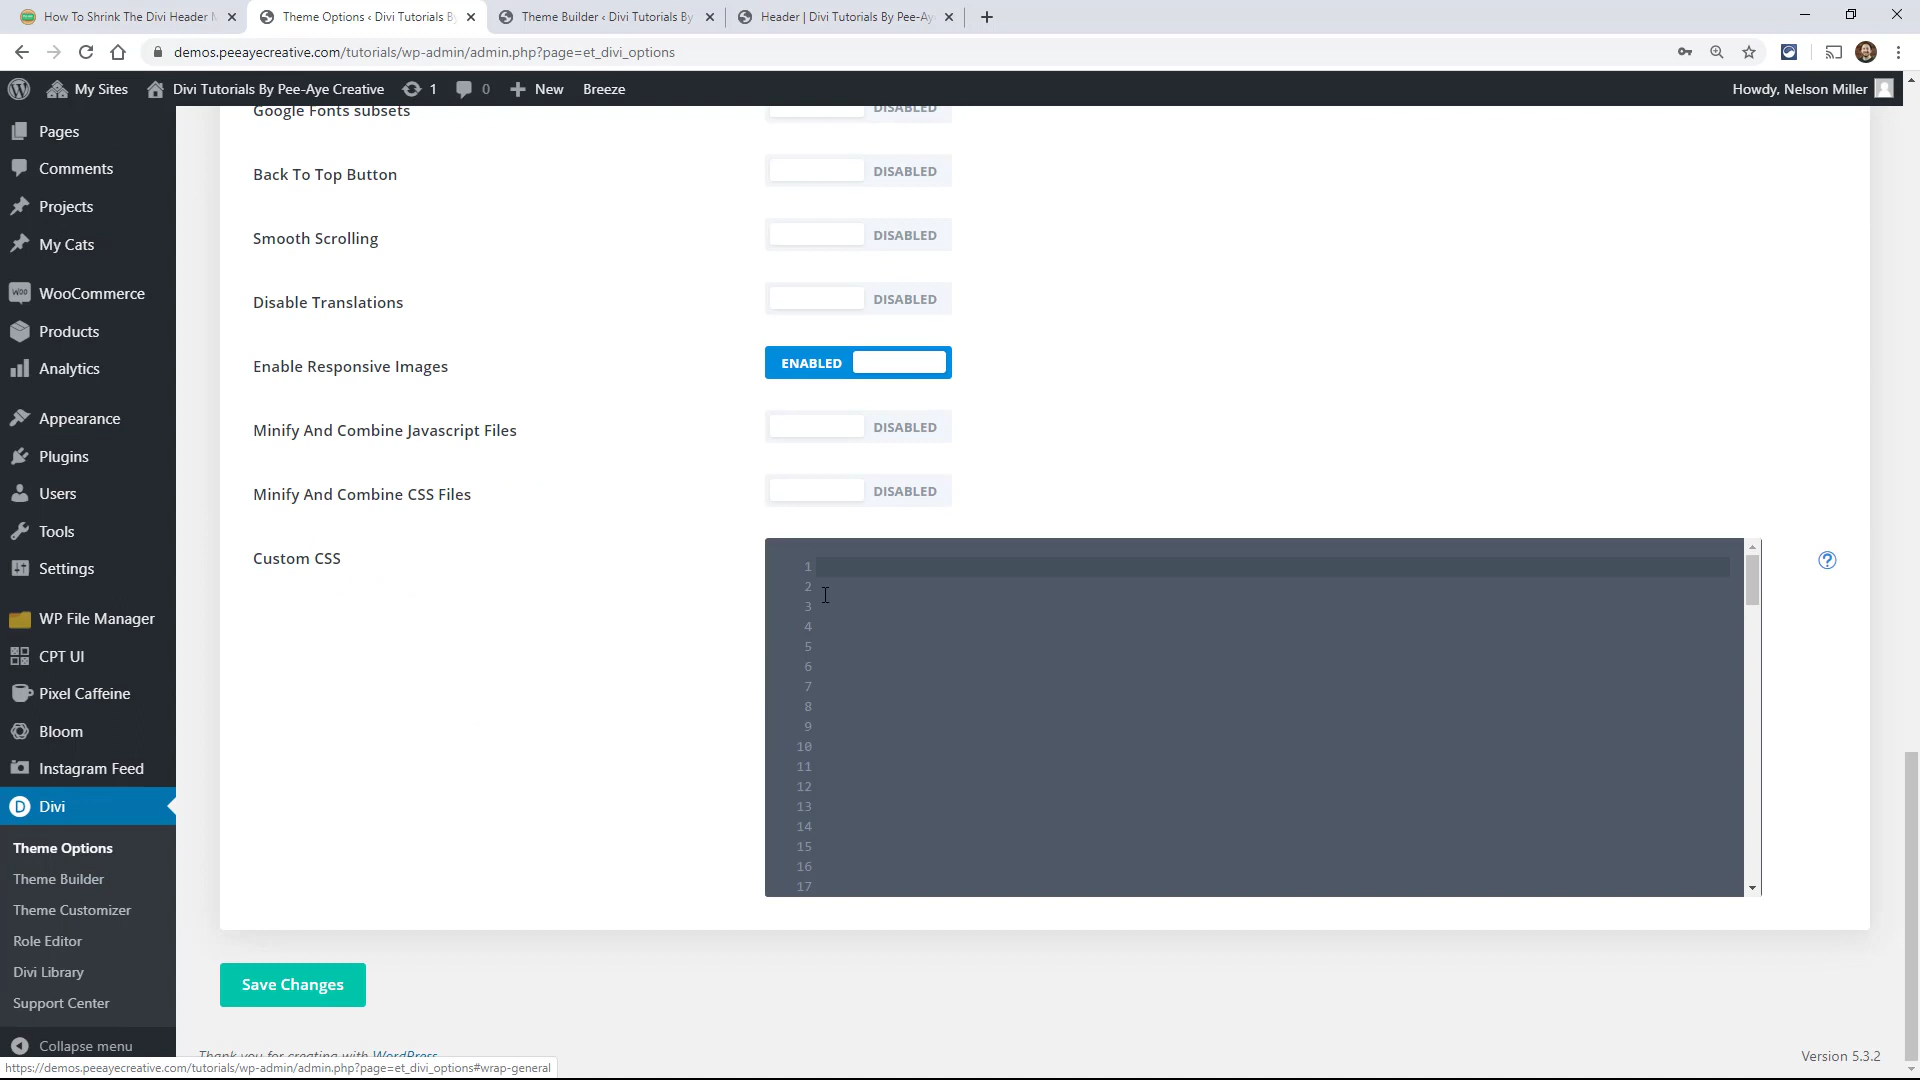 How To Shrink The Divi Header M
Theme Options ‹ Divi Tutorials By
Theme Builder ‹ Divi Tutorials By
Header | Divi Tutorials By Pee-Aye
demos.peeayecreative.com/tutorials/wp-admin/admin.php?page=et_divi_options
My Sites
Divi Tutorials By Pee-Aye Creative
1
0
New
Breeze
Howdy, Nelson Miller
Pages
Comments
Projects
My Cats
WooCommerce
Products
Analytics
Appearance
Plugins
Users
Tools
Settings
WP File Manager
CPT UI
Pixel Caffeine
Bloom
Instagram Feed
Divi
Theme Options
Theme Builder
Theme Customizer
Role Editor
Divi Library
Support Center
Collapse menu
Google Fonts subsets
DISABLED
Back To Top Button
DISABLED
Smooth Scrolling
DISABLED
Disable Translations
DISABLED
Enable Responsive Images
ENABLED
Minify And Combine Javascript Files
DISABLED
Minify And Combine CSS Files
DISABLED
Custom CSS
1
2
3
4
5
6
7
8
9
10
11
12
13
14
15
16
17
Save Changes
Thank you for creating with WordPress
Version 5.3.2
https://demos.peeayecreative.com/tutorials/wp-admin/admin.php?page=et_divi_options#wrap-general